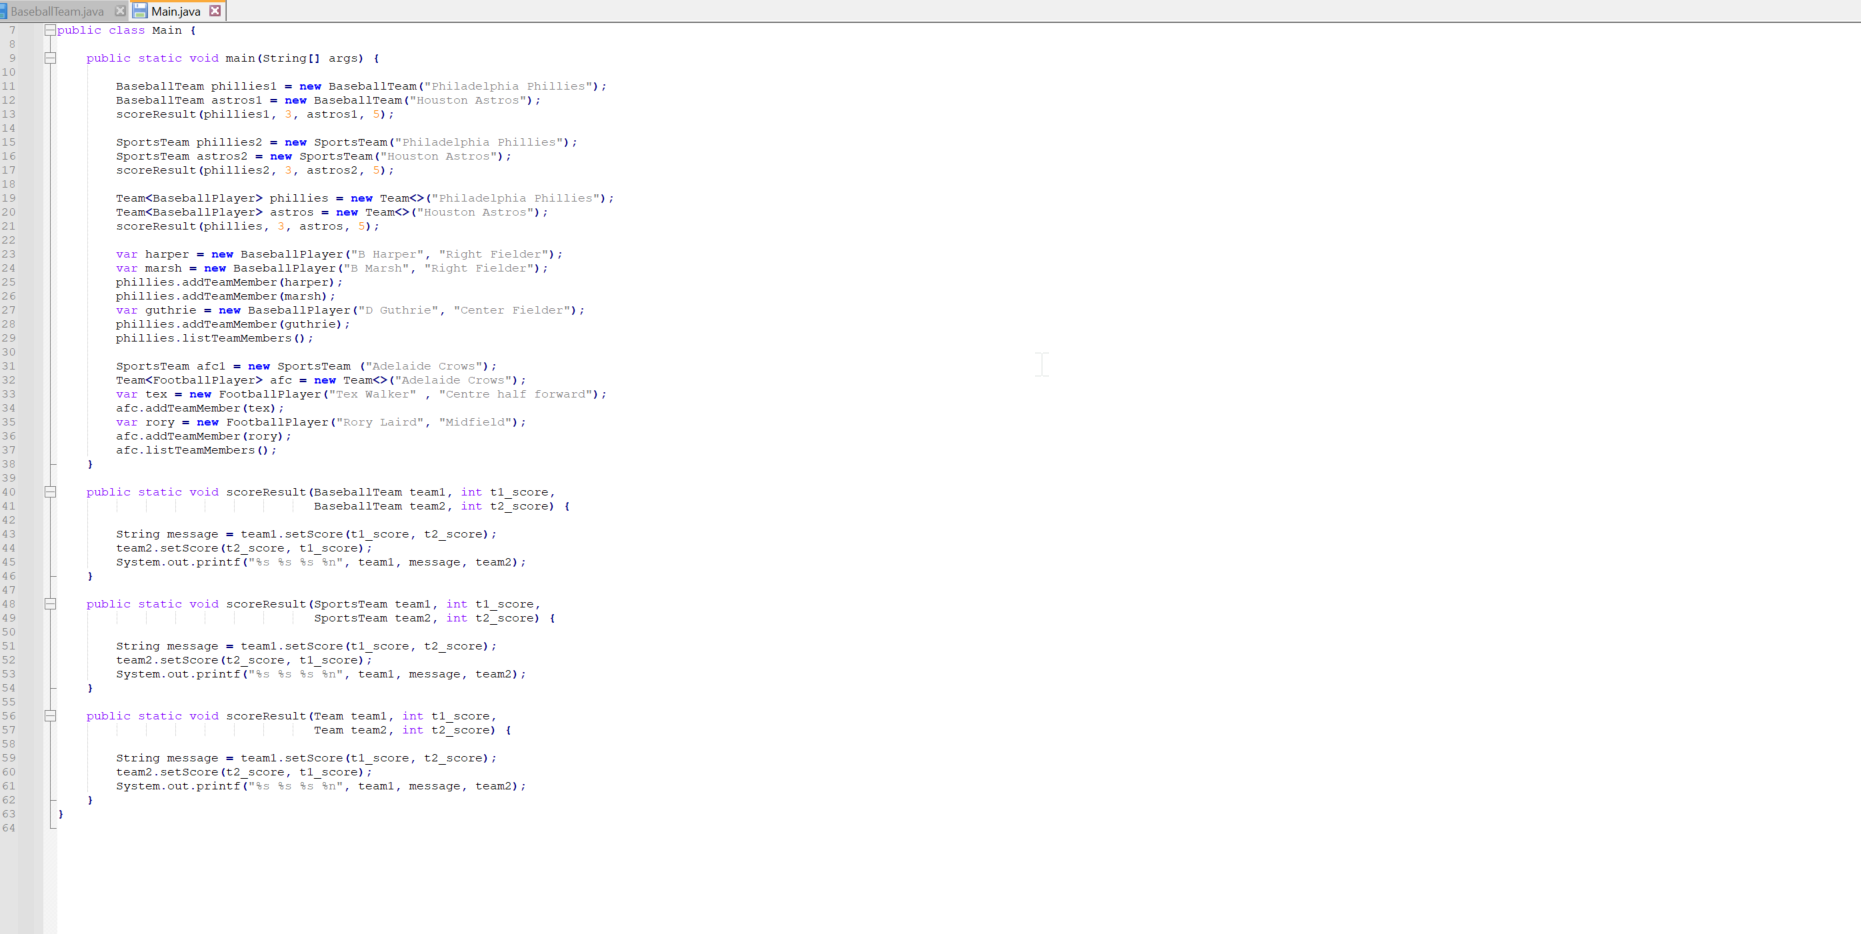 BaseballTeam.java Main.java
7 public class Main {
8
9 public static void main(String[] args) {
10
11 BaseballTeam phillies1 = new BaseballTeam("Philadelphia Phillies");
12 BaseballTeam astros1 = new BaseballTeam("Houston Astros");
13 scoreResult(phillies1, 3, astros1, 5);
14
15 SportsTeam phillies2 = new SportsTeam("Philadelphia Phillies");
16 SportsTeam astros2 = new SportsTeam("Houston Astros");
17 scoreResult(phillies2, 3, astros2, 5);
18
19 Team<BaseballPlayer> phillies = new Team<>("Philadelphia Phillies");
20 Team<BaseballPlayer> astros = new Team<>("Houston Astros");
21 scoreResult(phillies, 3, astros, 5);
22
23 var harper = new BaseballPlayer("B Harper", "Right Fielder");
24 var marsh = new BaseballPlayer("B Marsh", "Right Fielder");
25 phillies.addTeamMember(harper);
26 phillies.addTeamMember(marsh);
27 var guthrie = new BaseballPlayer("D Guthrie", "Center Fielder");
28 phillies.addTeamMember(guthrie);
29 phillies.listTeamMembers();
30
31 SportsTeam afc1 = new SportsTeam ("Adelaide Crows");
32 Team<FootballPlayer> afc = new Team<>("Adelaide Crows");
33 var tex = new FootballPlayer("Tex Walker" , "Centre half forward");
34 afc.addTeamMember(tex);
35 var rory = new FootballPlayer("Rory Laird", "Midfield");
36 afc.addTeamMember(rory);
37 afc.listTeamMembers();
38 }
39
40 public static void scoreResult(BaseballTeam team1, int t1_score,
41 BaseballTeam team2, int t2_score) {
42
43 String message = team1.setScore(t1_score, t2_score);
44 team2.setScore(t2_score, t1_score);
45 System.out.printf("%s %s %s %n", team1, message, team2);
46 }
47
48 public static void scoreResult(SportsTeam team1, int t1_score,
49 SportsTeam team2, int t2_score) {
50
51 String message = team1.setScore(t1_score, t2_score);
52 team2.setScore(t2_score, t1_score);
53 System.out.printf("%s %s %s %n", team1, message, team2);
54 }
55
56 public static void scoreResult(Team team1, int t1_score,
57 Team team2, int t2_score) {
58
59 String message = team1.setScore(t1_score, t2_score);
60 team2.setScore(t2_score, t1_score);
61 System.out.printf("%s %s %s %n", team1, message, team2);
62 }
63 }
64